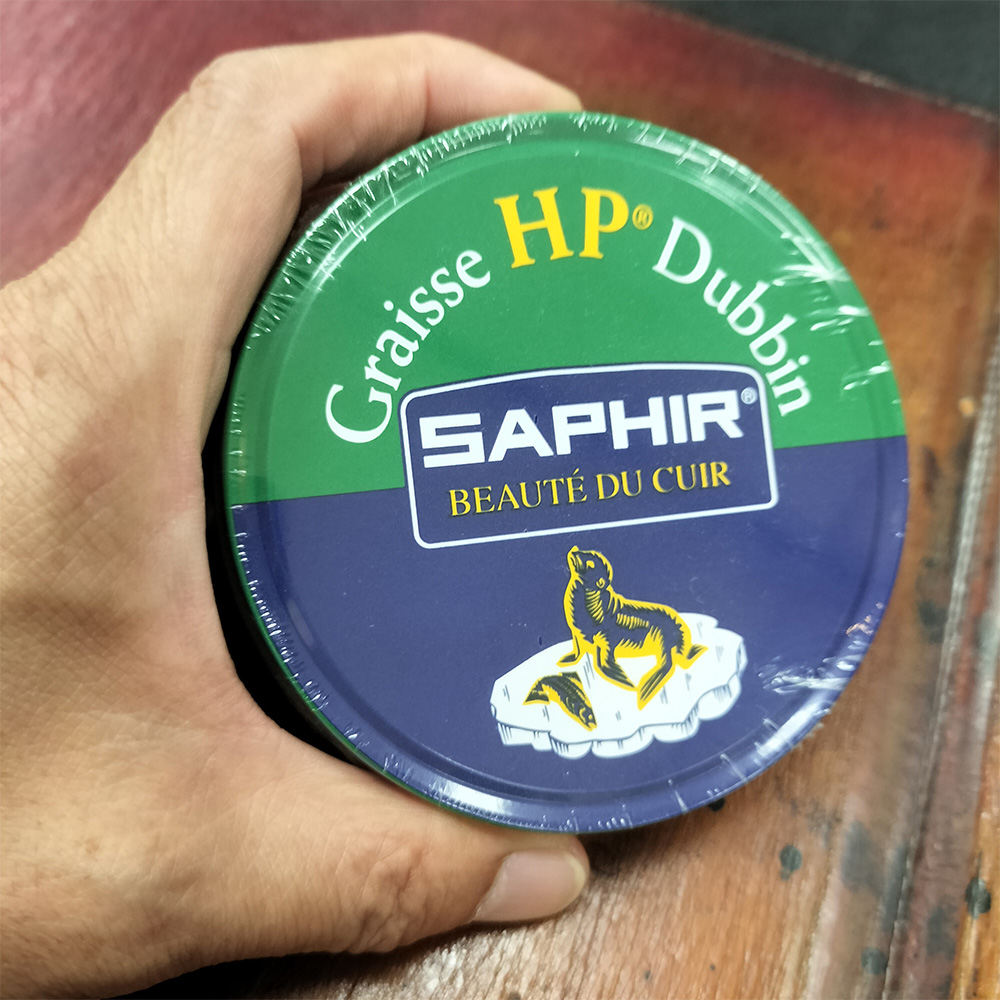 Graisse HP® Dubbin
SAPHIR®
BEAUTÉ DU CUIR